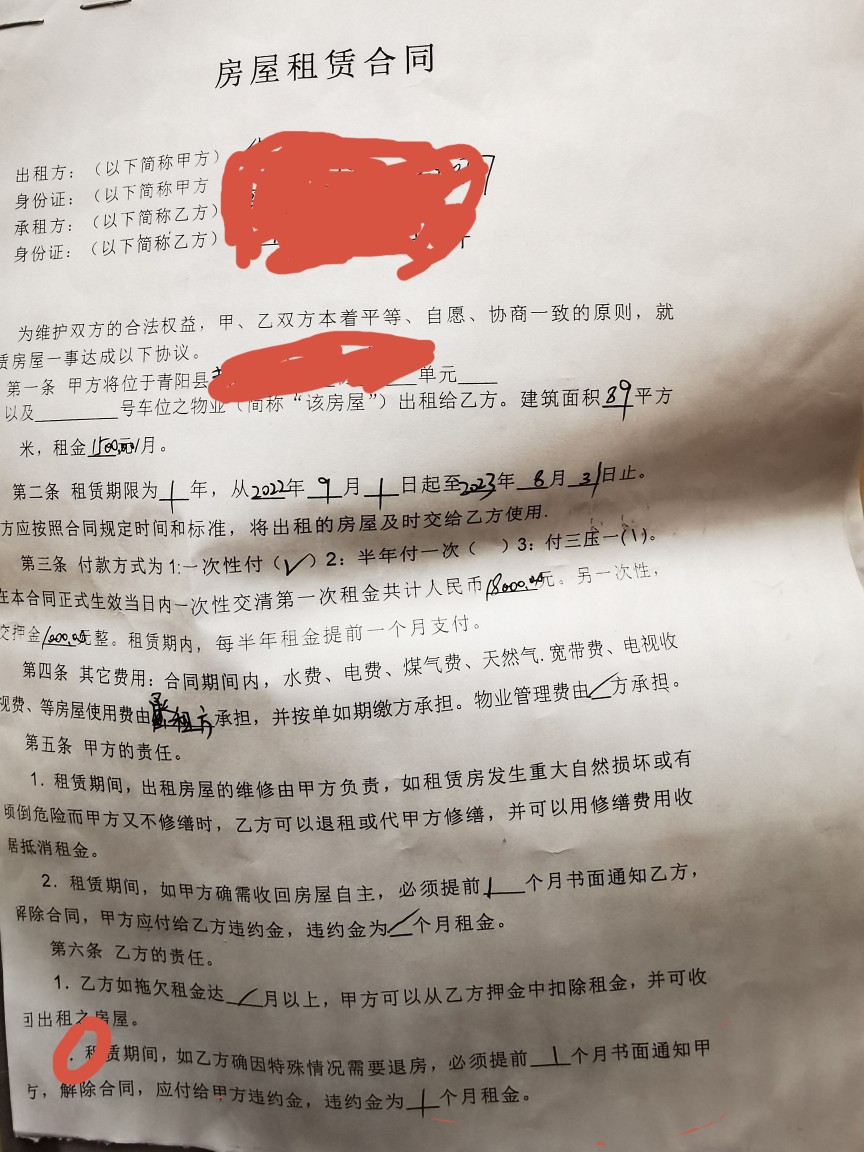 房屋租赁合同
出租方：（以下简称甲方）
身份证：（以下简称甲方
承租方：（以下简称乙方）
身份证：（以下简称乙方）
为维护双方的合法权益，甲、乙双方本着平等、自愿、协商一致的原则，就
赁房屋一事达成以下协议。
第一条 甲方将位于青阳县 单元____
以及________号车位之物业（简称“该房屋”）出租给乙方。建筑面积89平方
米，租金1500.00元/月。
第二条 租赁期限为1年，从2022年9月1日起至2023年8月31日止。
方应按照合同规定时间和标准，将出租的房屋及时交给乙方使用.
第三条 付款方式为1:一次性付（✓）2：半年付一次（ ）3：付三压一(1)。
在本合同正式生效当日内一次性交清第一次租金共计人民币18000.00元。另一次性，
交押金1000.00元整。租赁期内，每半年租金提前一个月支付。
第四条 其它费用：合同期间内，水费、电费、煤气费、天然气.宽带费、电视收
视费、等房屋使用费由租方承担，并按单如期缴方承担。物业管理费由／方承担。
第五条 甲方的责任。
1．租赁期间，出租房屋的维修由甲方负责，如租赁房发生重大自然损坏或有
倾倒危险而甲方又不修缮时，乙方可以退租或代甲方修缮，并可以用修缮费用收
居抵消租金。
2．租赁期间，如甲方确需收回房屋自主，必须提前1个月书面通知乙方，
解除合同，甲方应付给乙方违约金，违约金为／个月租金。
第六条 乙方的责任。
1．乙方如拖欠租金达／月以上，甲方可以从乙方押金中扣除租金，并可收
回出租之房屋。
．租赁期间，如乙方确因特殊情况需要退房，必须提前1个月书面通知甲
方，解除合同，应付给甲方违约金，违约金为1个月租金。